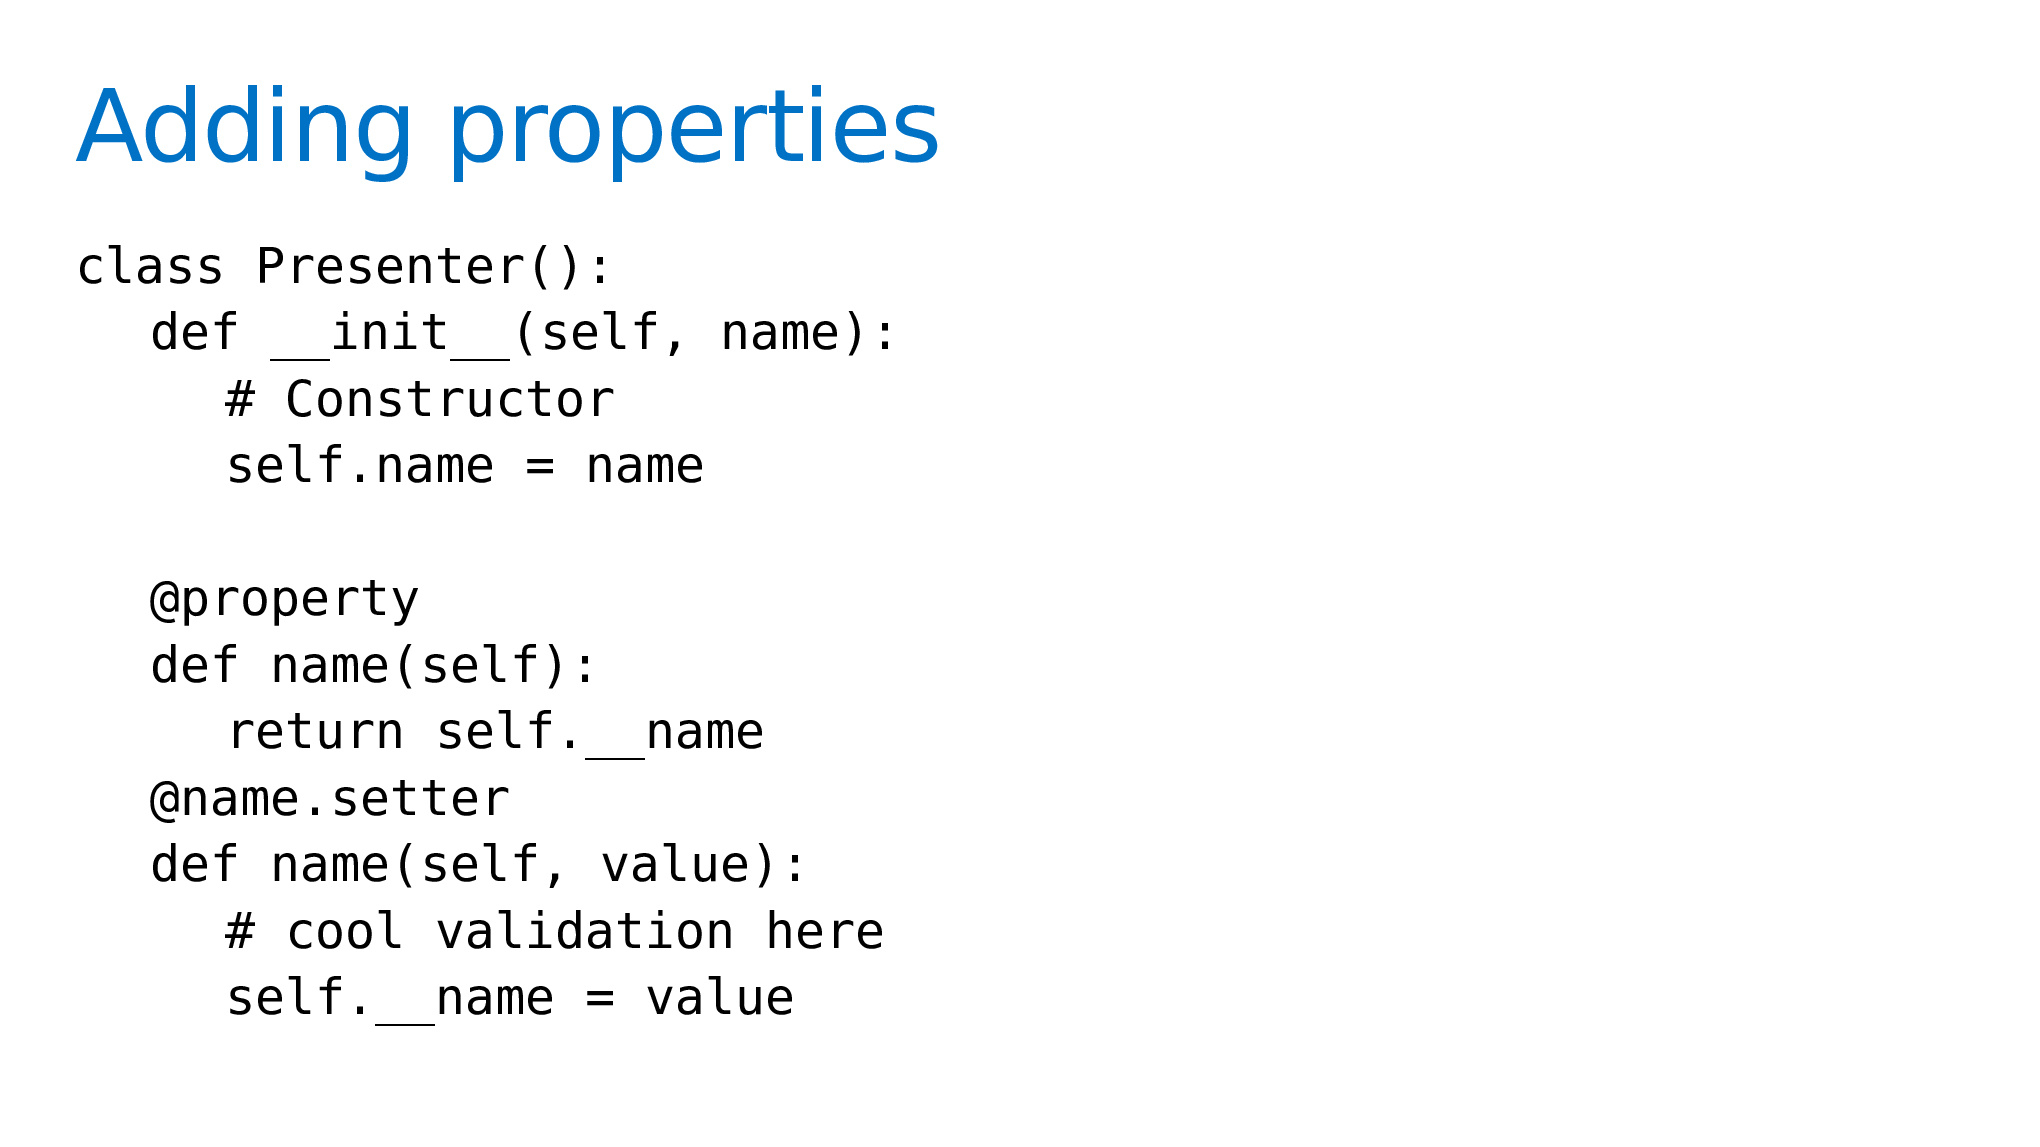 Adding properties
class Presenter():
   def __init__(self, name):
      # Constructor
      self.name = name

   @property
   def name(self):
      return self.__name
   @name.setter
   def name(self, value):
      # cool validation here
      self.__name = value